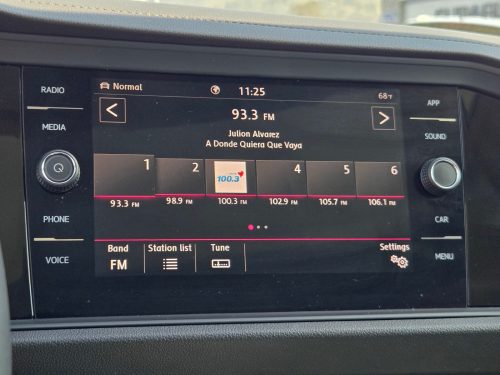 RADIO
MEDIA
PHONE
VOICE
Normal
11:25
68°F
93.3 FM
Julion Alvarez
A Donde Quiera Que Vaya
1 2 100.3 4 5 6
93.3 FM 98.9 FM 100.3 FM 102.9 FM 105.7 FM 106.1 FM
Band Station list Tune Settings
FM
APP
SOUND
CAR
MENU